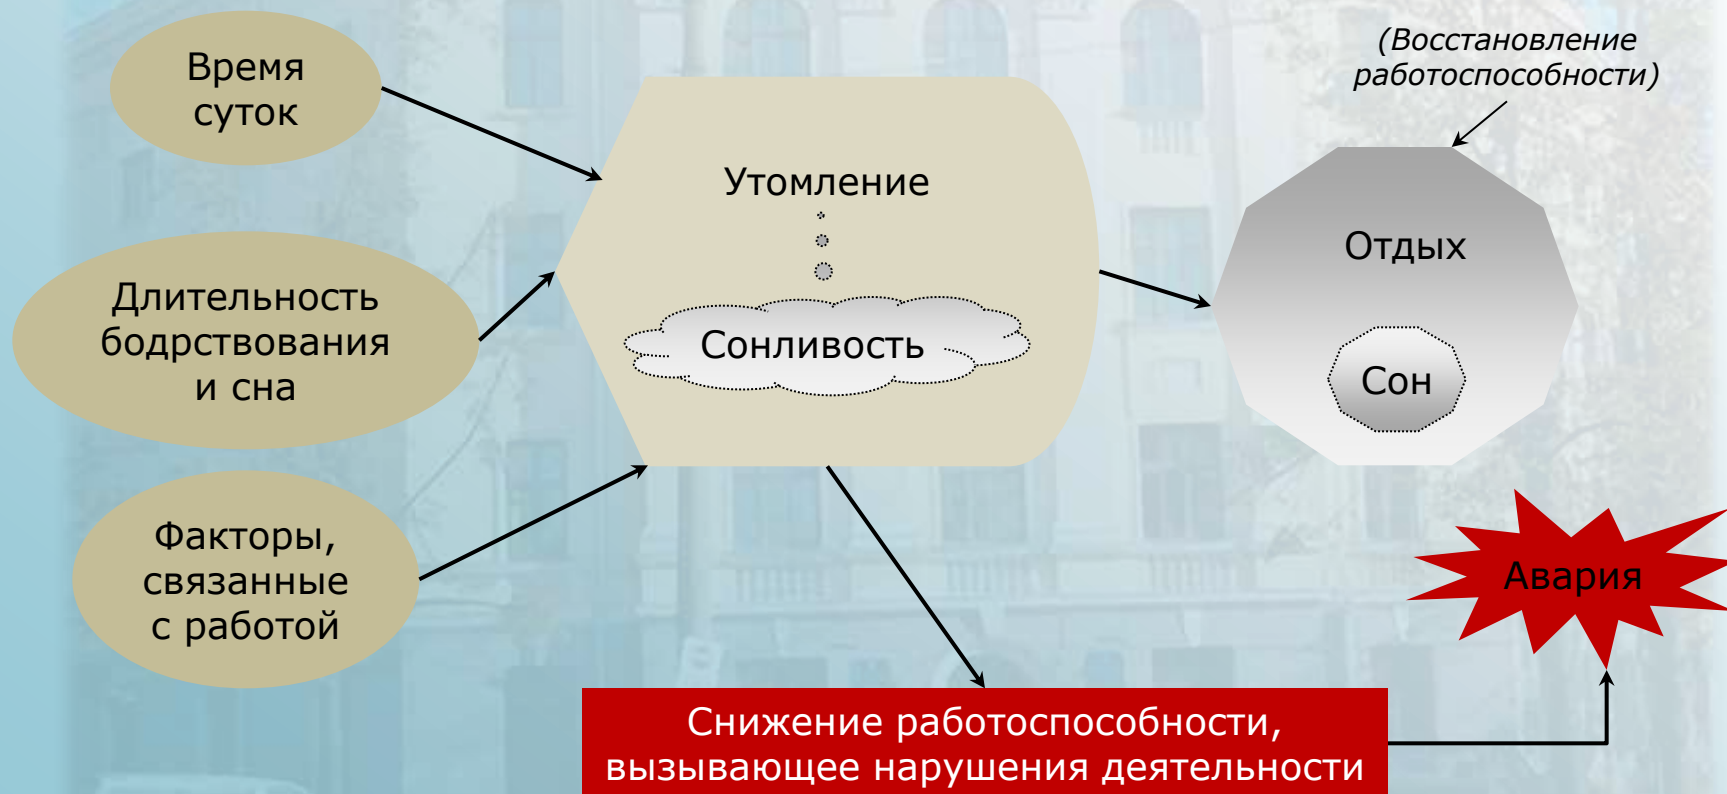 Время
суток
Длительность
бодрствования
и сна
Факторы,
связанные
с работой
Утомление
Сонливость
(Восстановление
работоспособности)
Отдых
Сон
Авария
Снижение работоспособности,
вызывающее нарушения деятельности